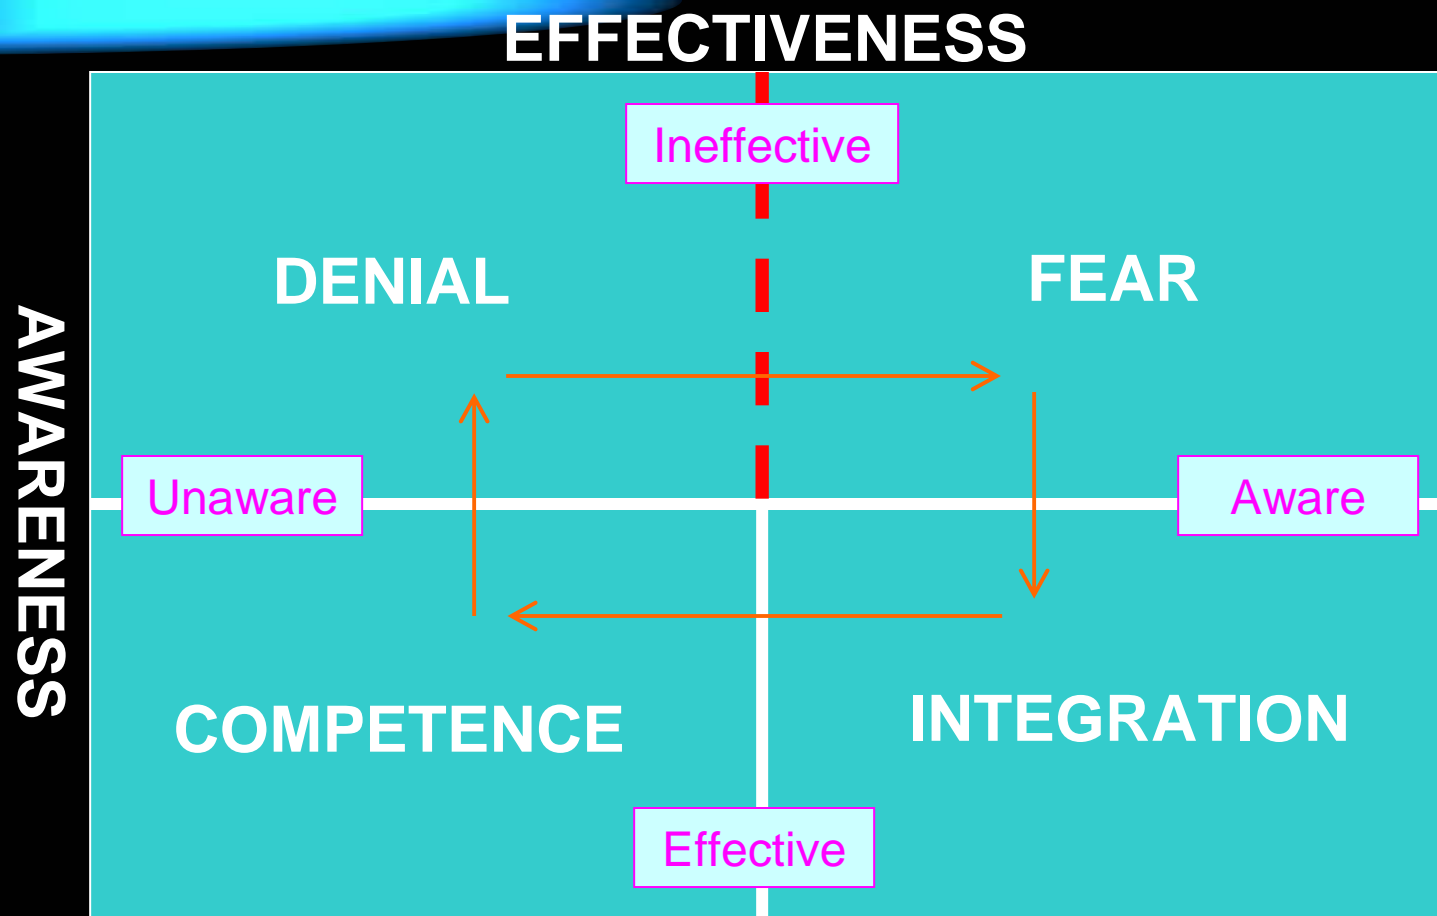 EFFECTIVENESS
Ineffective
DENIAL
FEAR
AWARENESS
Unaware
Aware
COMPETENCE
INTEGRATION
Effective